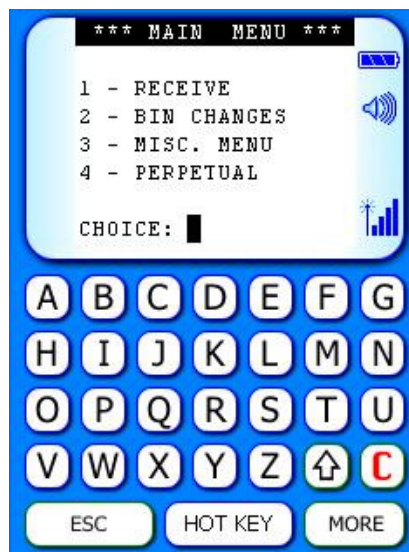 *** MAIN MENU ***
1 - RECEIVE
2 - BIN CHANGES
3 - MISC. MENU
4 - PERPETUAL
CHOICE:
A B C D E F G
H I J K L M N
O P Q R S T U
V W X Y Z C
ESC HOT KEY MORE